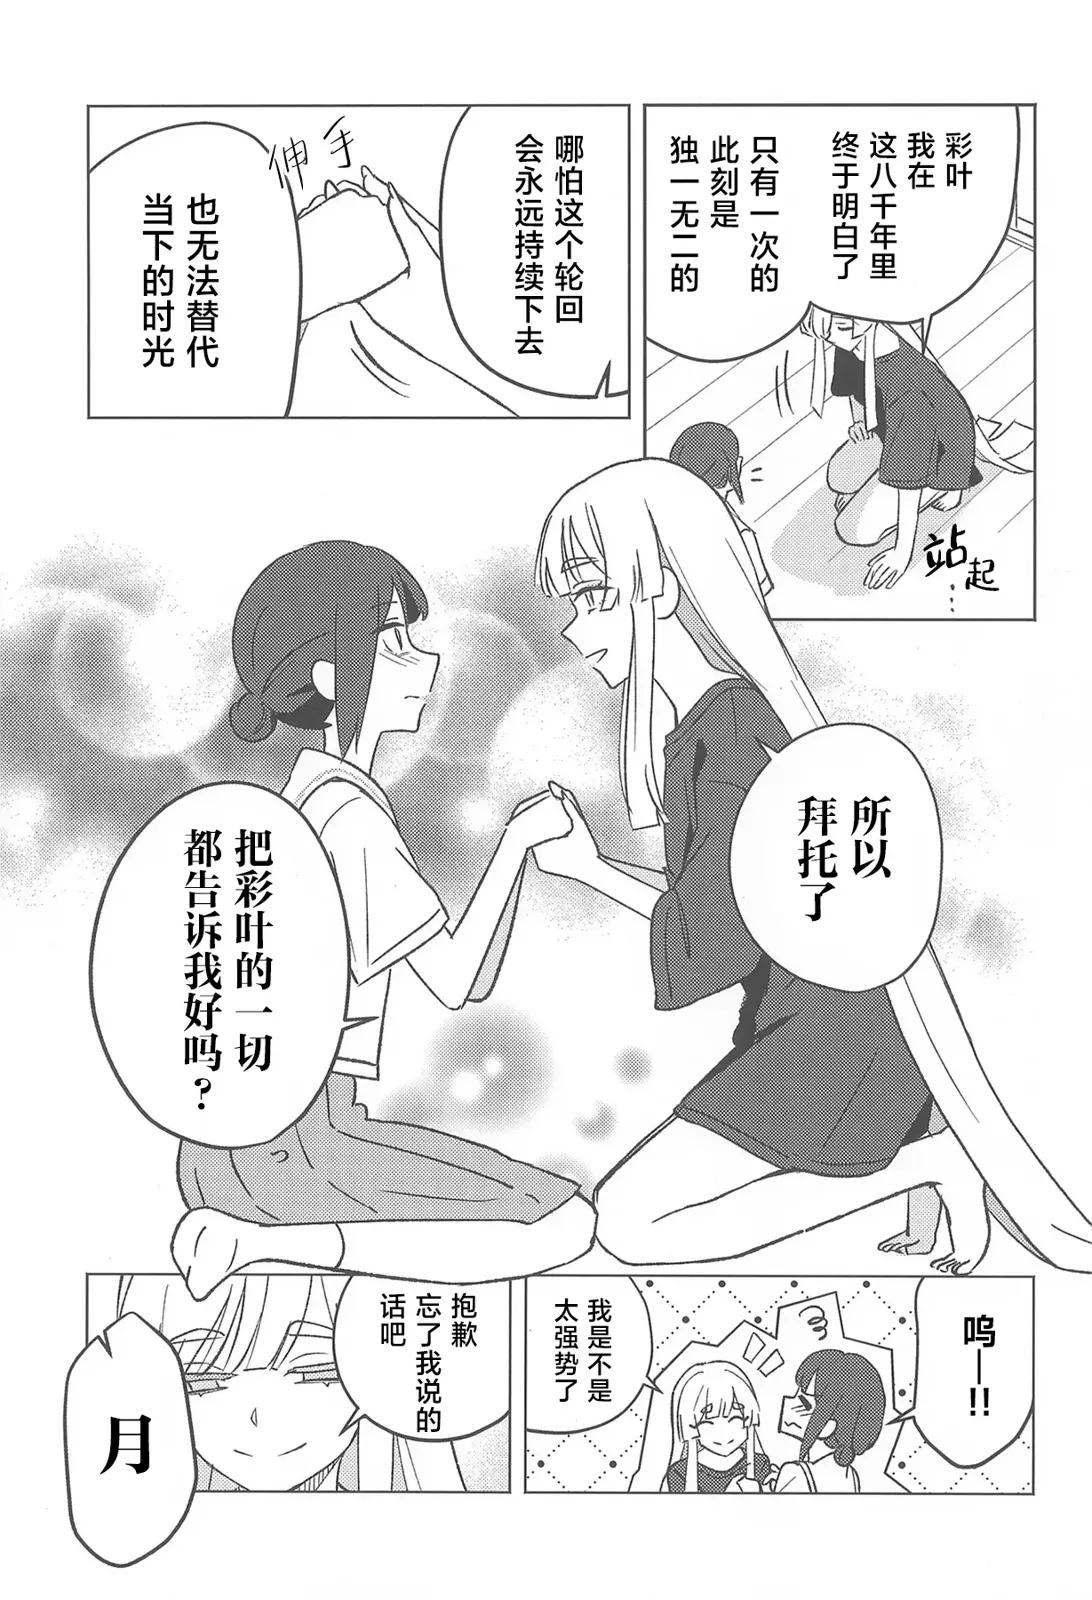 彩叶
我在
这八千年里
终于明白了
只有一次的
此刻是
独一无二的
站起…
哪怕这个轮回
会永远持续下去
伸手
也无法替代
当下的时光
所以
拜托了
把彩叶的一切
都告诉我好吗？
呜—!!
我是不是
太强势了
抱歉
忘了我说的
话吧
月